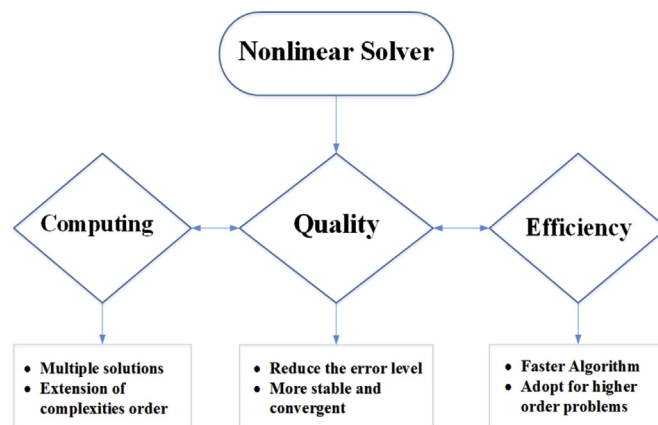 Nonlinear Solver
Computing
Quality
Efficiency
• Multiple solutions
• Extension of
complexities order
• Reduce the error level
• More stable and
convergent
• Faster Algorithm
• Adopt for higher
order problems